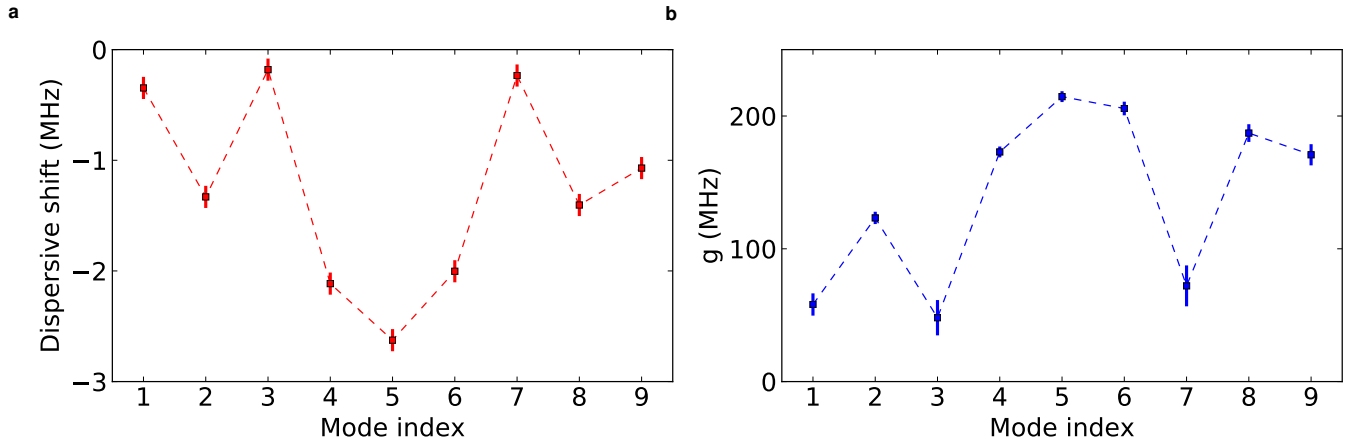 a
0
−1
−2
−3
Dispersive shift (MHz)
1 2 3 4 5 6 7 8 9
Mode index
b
200
100
0
g (MHz)
1 2 3 4 5 6 7 8 9
Mode index